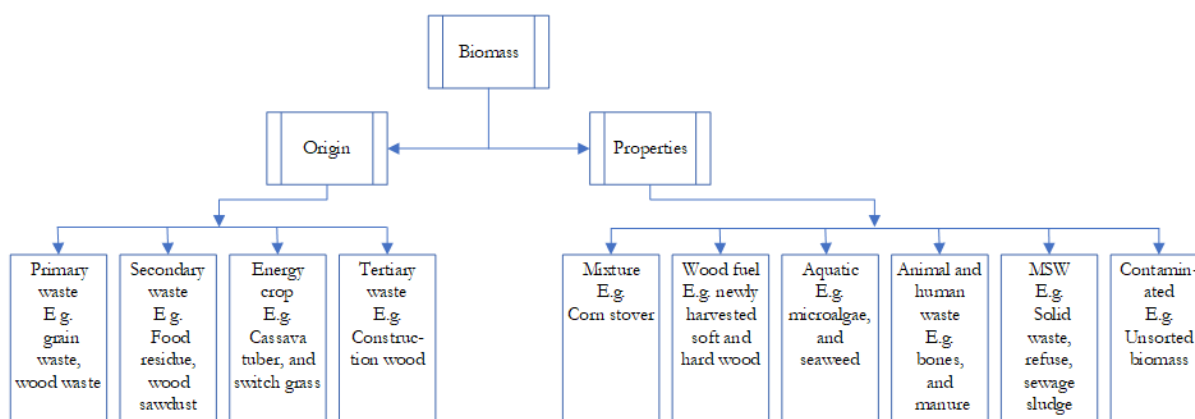 Biomass
Origin
Properties
Primary
waste
E g.
grain
waste,
wood waste
Secondary
waste
E g.
Food
residue,
wood
sawdust
Energy
crop
E.g.
Cassava
tuber, and
switch grass
Tertiary
waste
E.g.
Construc-
tion wood
Mixture
E.g.
Corn stover
Wood fuel
E.g. newly
harvested
soft and
hard wood
Aquatic
E.g.
microalgae,
and
seaweed
Animal and
human
waste
E.g.
bones,
and
manure
MSW
E.g.
Solid
waste,
refuse,
sewage
sludge
Contamin-
ated
E.g.
Unsorted
biomass